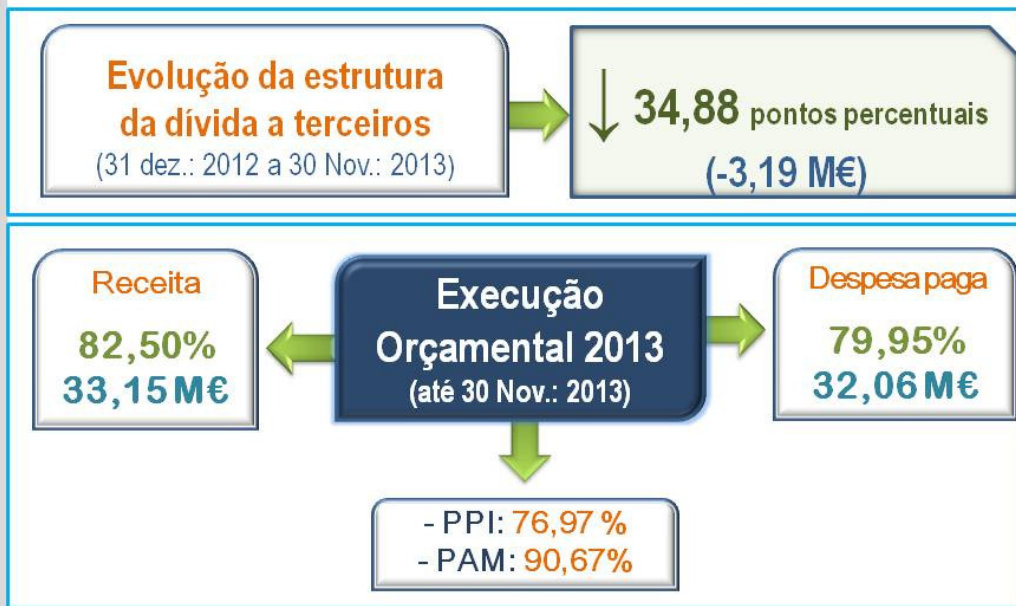 Evolução da estrutura
da dívida a terceiros
(31 dez.: 2012 a 30 Nov.: 2013)
↓ 34,88 pontos percentuais
(-3,19 M€)
Receita
82,50%
33,15 M€
Execução
Orçamental 2013
(até 30 Nov.: 2013)
Despesa paga
79,95%
32,06 M€
- PPI: 76,97 %
- PAM: 90,67%